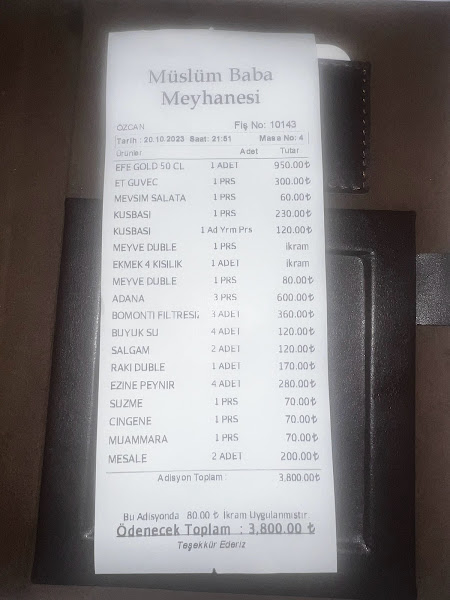 Müslüm Baba
Meyhanesi
ÖZCAN Fiş No: 10143
Tarih : 20.10.2023 Saat: 21:51 Masa No: 4
Ürünler Adet Tutar
EFE GOLD 50 CL 1 ADET 950.00₺
ET GUVEC 1 PRS 300.00₺
MEVSIM SALATA 1 PRS 60.00₺
KUSBASI 1 PRS 230.00₺
KUSBASI 1 Ad Yrm Prs 120.00₺
MEYVE DUBLE 1 PRS ikram
EKMEK 4 KISILIK 1 ADET ikram
MEYVE DUBLE 1 PRS 80.00₺
ADANA 3 PRS 600.00₺
BOMONTI FILTRESIZ 3 ADET 360.00₺
BUYUK SU 4 ADET 120.00₺
SALGAM 2 ADET 120.00₺
RAKI DUBLE 1 ADET 170.00₺
EZINE PEYNIR 4 ADET 280.00₺
SUZME 1 PRS 70.00₺
CINGENE 1 PRS 70.00₺
MUAMMARA 1 PRS 70.00₺
MESALE 2 ADET 200.00₺
Adisyon Toplam : 3,800.00₺
Bu Adisyonda 80.00 ₺ Ikram Uygulanmıstır.
Ödenecek Toplam : 3,800.00 ₺
Teşekkür Ederiz